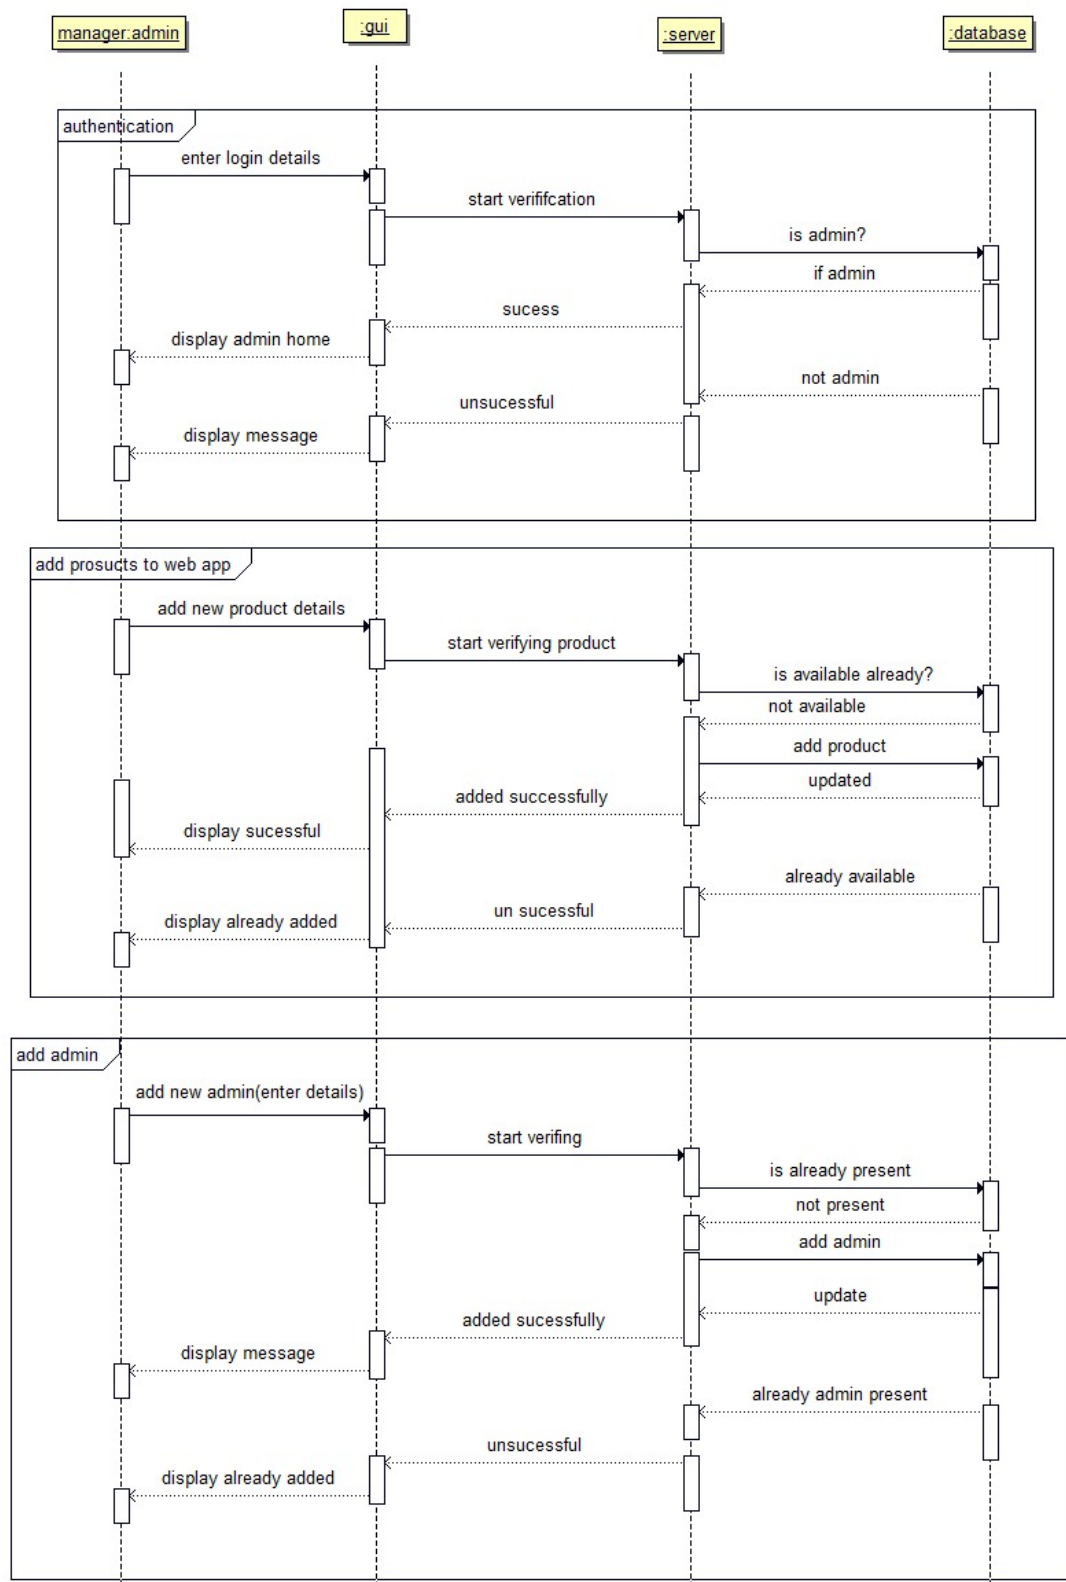 manager:admin
:gui
:server
:database
authentication
enter login details
start verififcation
is admin?
if admin
sucess
display admin home
not admin
unsucessful
display message
add prosucts to web app
add new product details
start verifying product
is available already?
not available
add product
updated
added successfully
display sucessful
already available
un sucessful
display already added
add admin
add new admin(enter details)
start verifing
is already present
not present
add admin
update
added sucessfully
display message
already admin present
unsucessful
display already added